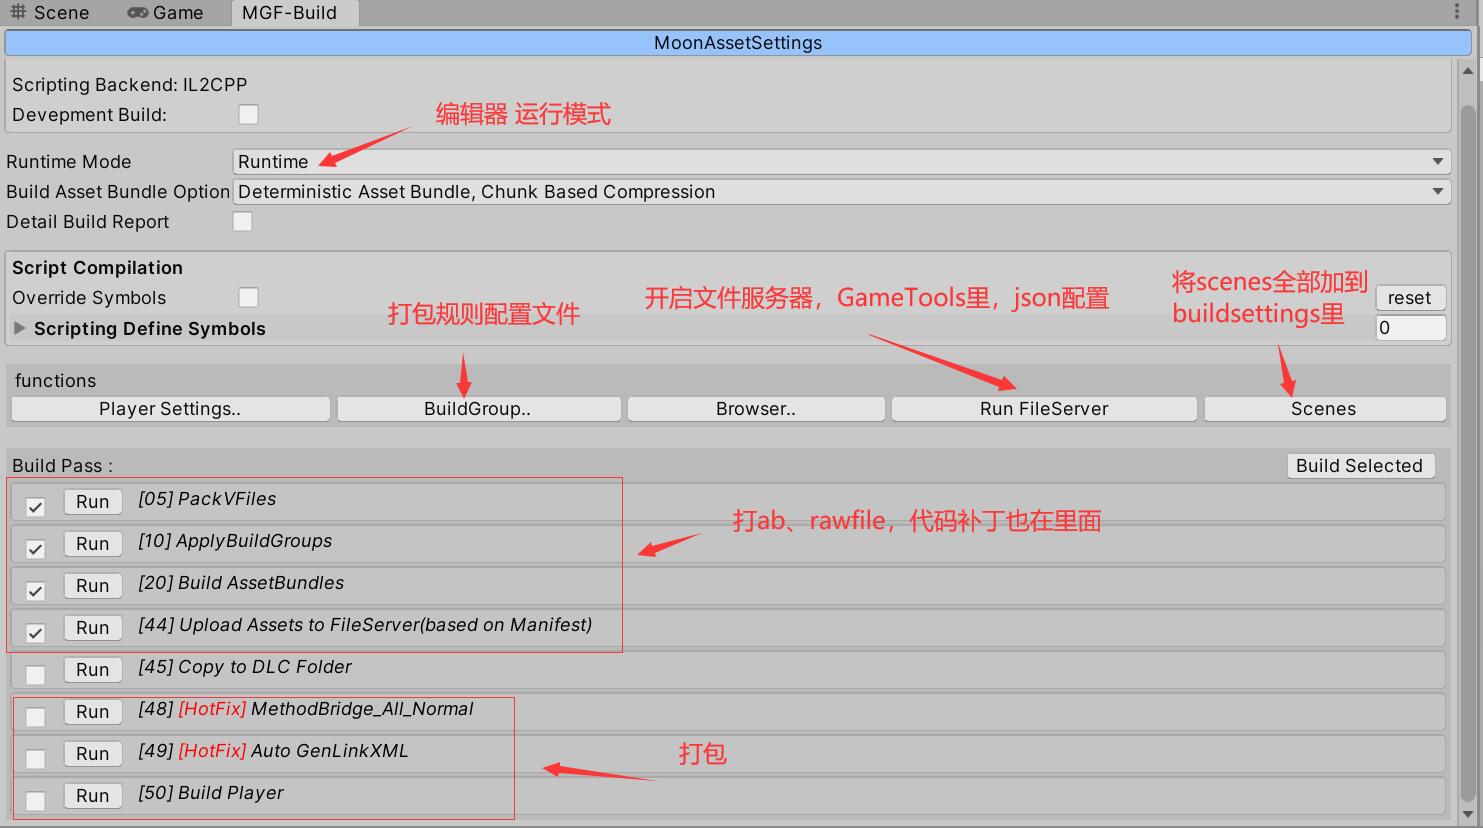 Scene Game MGF-Build
MoonAssetSettings
Scripting Backend: IL2CPP
Devepment Build:
编辑器 运行模式
Runtime Mode Runtime
Build Asset Bundle Option Deterministic Asset Bundle, Chunk Based Compression
Detail Build Report
Script Compilation
将scenes全部加到
buildsettings里
Override Symbols
开启文件服务器，GameTools里，json配置
reset
打包规则配置文件
Scripting Define Symbols 0
functions
Player Settings.. BuildGroup.. Browser.. Run FileServer Scenes
Build Pass : Build Selected
Run [05] PackVFiles
打ab、rawfile，代码补丁也在里面
Run [10] ApplyBuildGroups
Run [20] Build AssetBundles
Run [44] Upload Assets to FileServer(based on Manifest)
Run [45] Copy to DLC Folder
Run [48] [HotFix] MethodBridge_All_Normal
Run [49] [HotFix] Auto GenLinkXML
打包
Run [50] Build Player